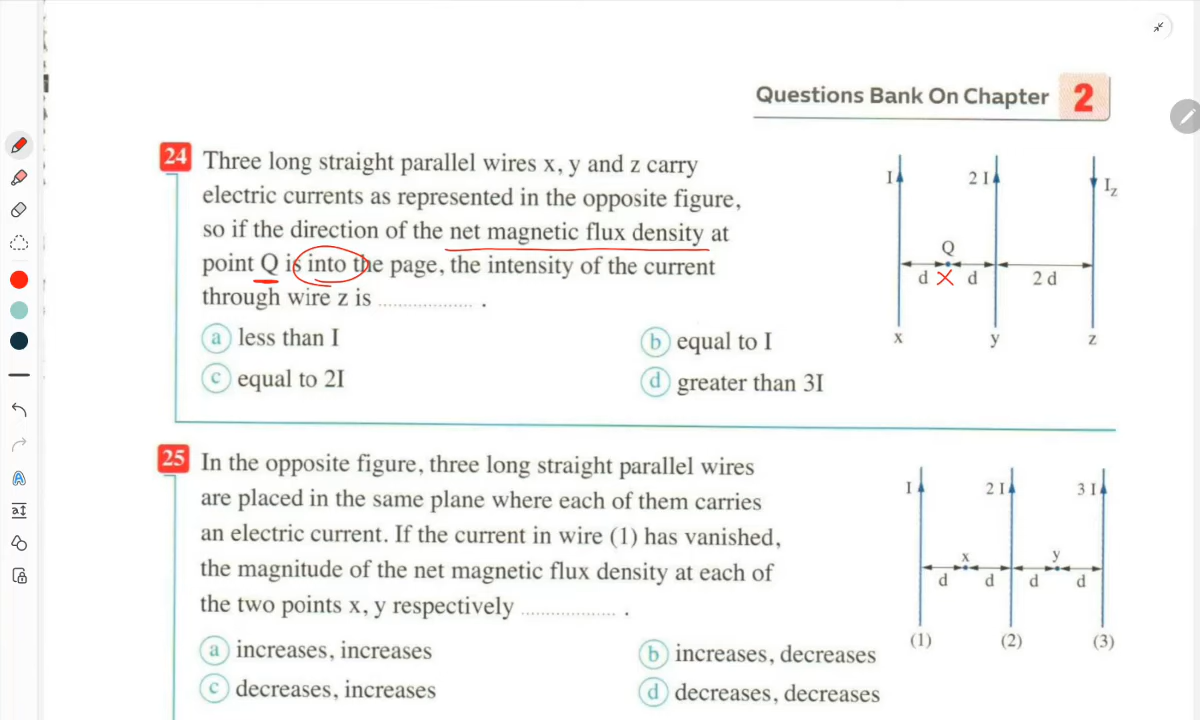 Questions Bank On Chapter 2
24 Three long straight parallel wires x, y and z carry
electric currents as represented in the opposite figure,
so if the direction of the net magnetic flux density at
point Q is into the page, the intensity of the current
through wire z is ................ .
a less than I
b equal to I
c equal to 2I
d greater than 3I
I 2I Iz
Q
d X d 2d
x y z
25 In the opposite figure, three long straight parallel wires
are placed in the same plane where each of them carries
an electric current. If the current in wire (1) has vanished,
the magnitude of the net magnetic flux density at each of
the two points x, y respectively ................ .
a increases, increases
b increases, decreases
c decreases, increases
d decreases, decreases
I 2I 3I
x y
d d d d
(1) (2) (3)